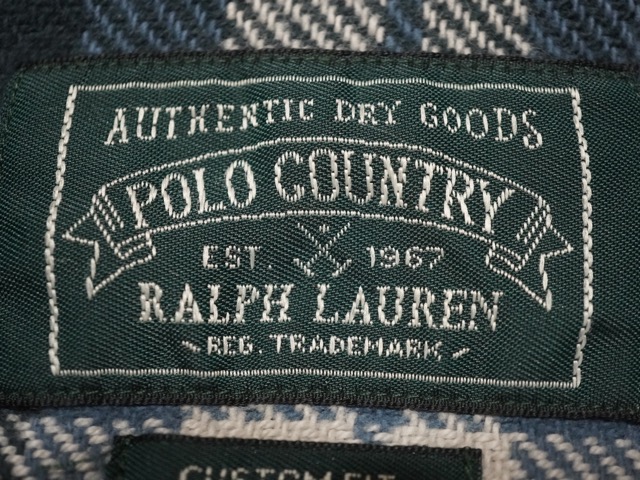 AUTHENTIC DRY GOODS
POLO COUNTRY
EST. 1967
RALPH LAUREN
REG. TRADEMARK
CUSTOM FIT